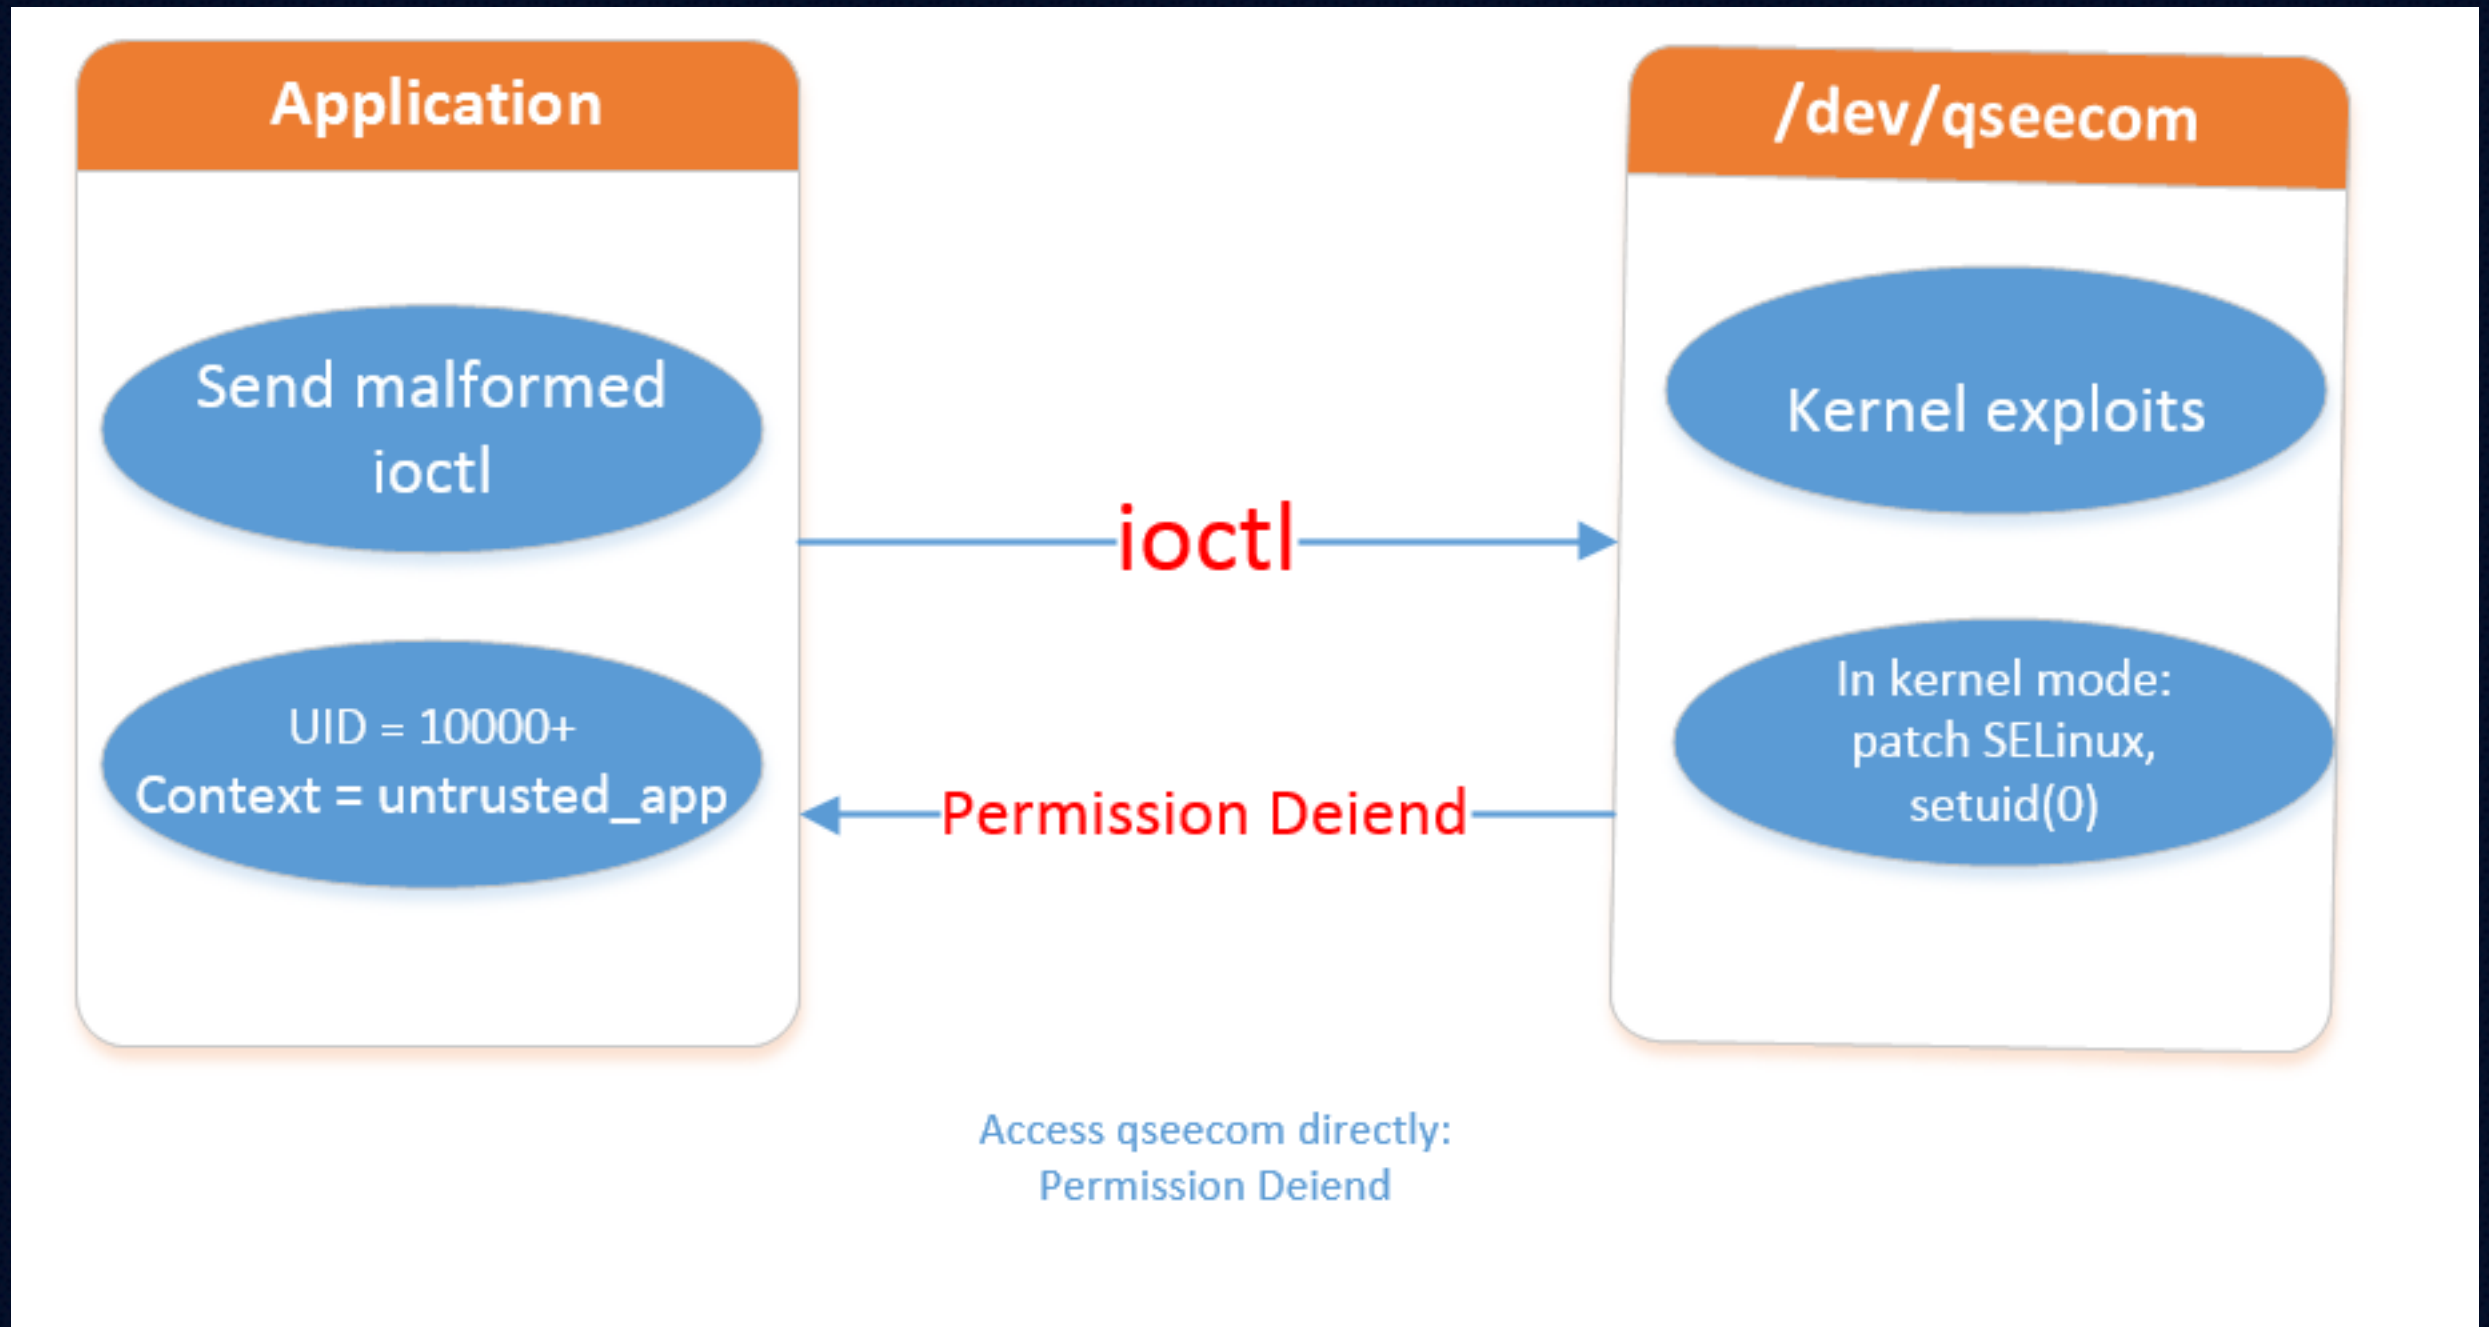 Application
Send malformed
ioctl
UID = 10000+
Context = untrusted_app
ioctl
Permission Deiend
/dev/qseecom
Kernel exploits
In kernel mode:
patch SELinux,
setuid(0)
Access qseecom directly:
Permission Deiend